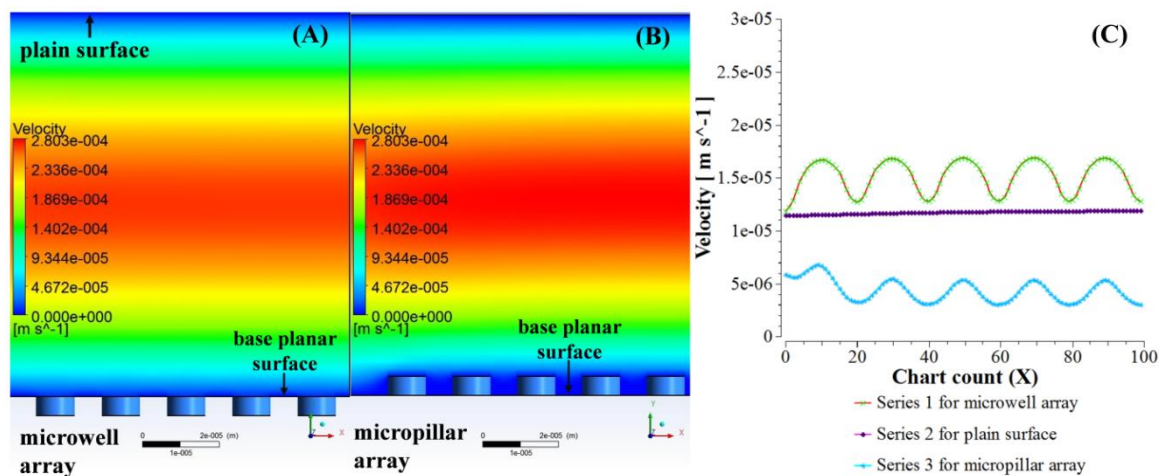 (A)
plain surface
Velocity
2.803e-004
2.336e-004
1.869e-004
1.402e-004
9.344e-005
4.672e-005
0.000e+000
[m s^-1]
base planar
surface
microwell
array
0 2e-005 (m)
1e-005
Y
Z X
(B)
Velocity
2.803e-004
2.336e-004
1.869e-004
1.402e-004
9.344e-005
4.672e-005
0.000e+000
[m s^-1]
base planar
surface
micropillar
array
0 2e-005 (m)
1e-005
Y
Z X
(C)
Velocity [ m s^-1 ]
3e-05
2.5e-05
2e-05
1.5e-05
1e-05
5e-06
0
0 20 40 60 80 100
Chart count (X)
Series 1 for microwell array
Series 2 for plain surface
Series 3 for micropillar array